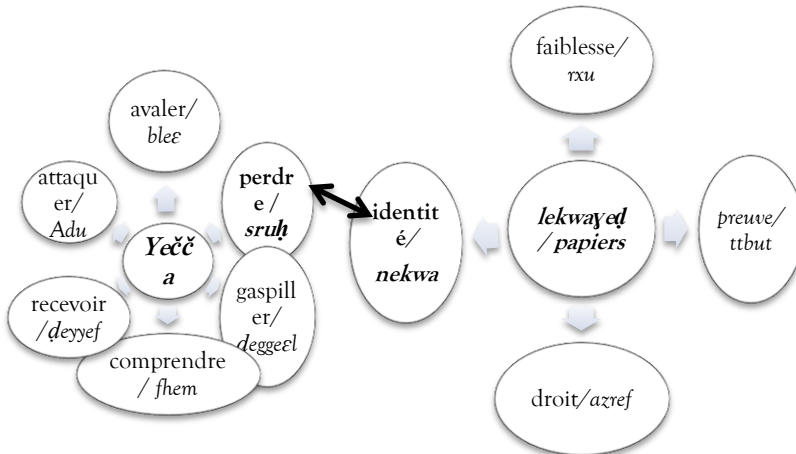 avaler/
bleɛ
attaqu
er/
Adu
perdr
e /
sruḥ
Yečč
a
recevoir
/ḍeyyef
gaspill
er/
ḍeggeɛl
comprendre
/ fhem
identit
é/
nekwa
faiblesse/
rxu
lekwaɣeḍ
/ papiers
preuve/
ttbut
droit/azref